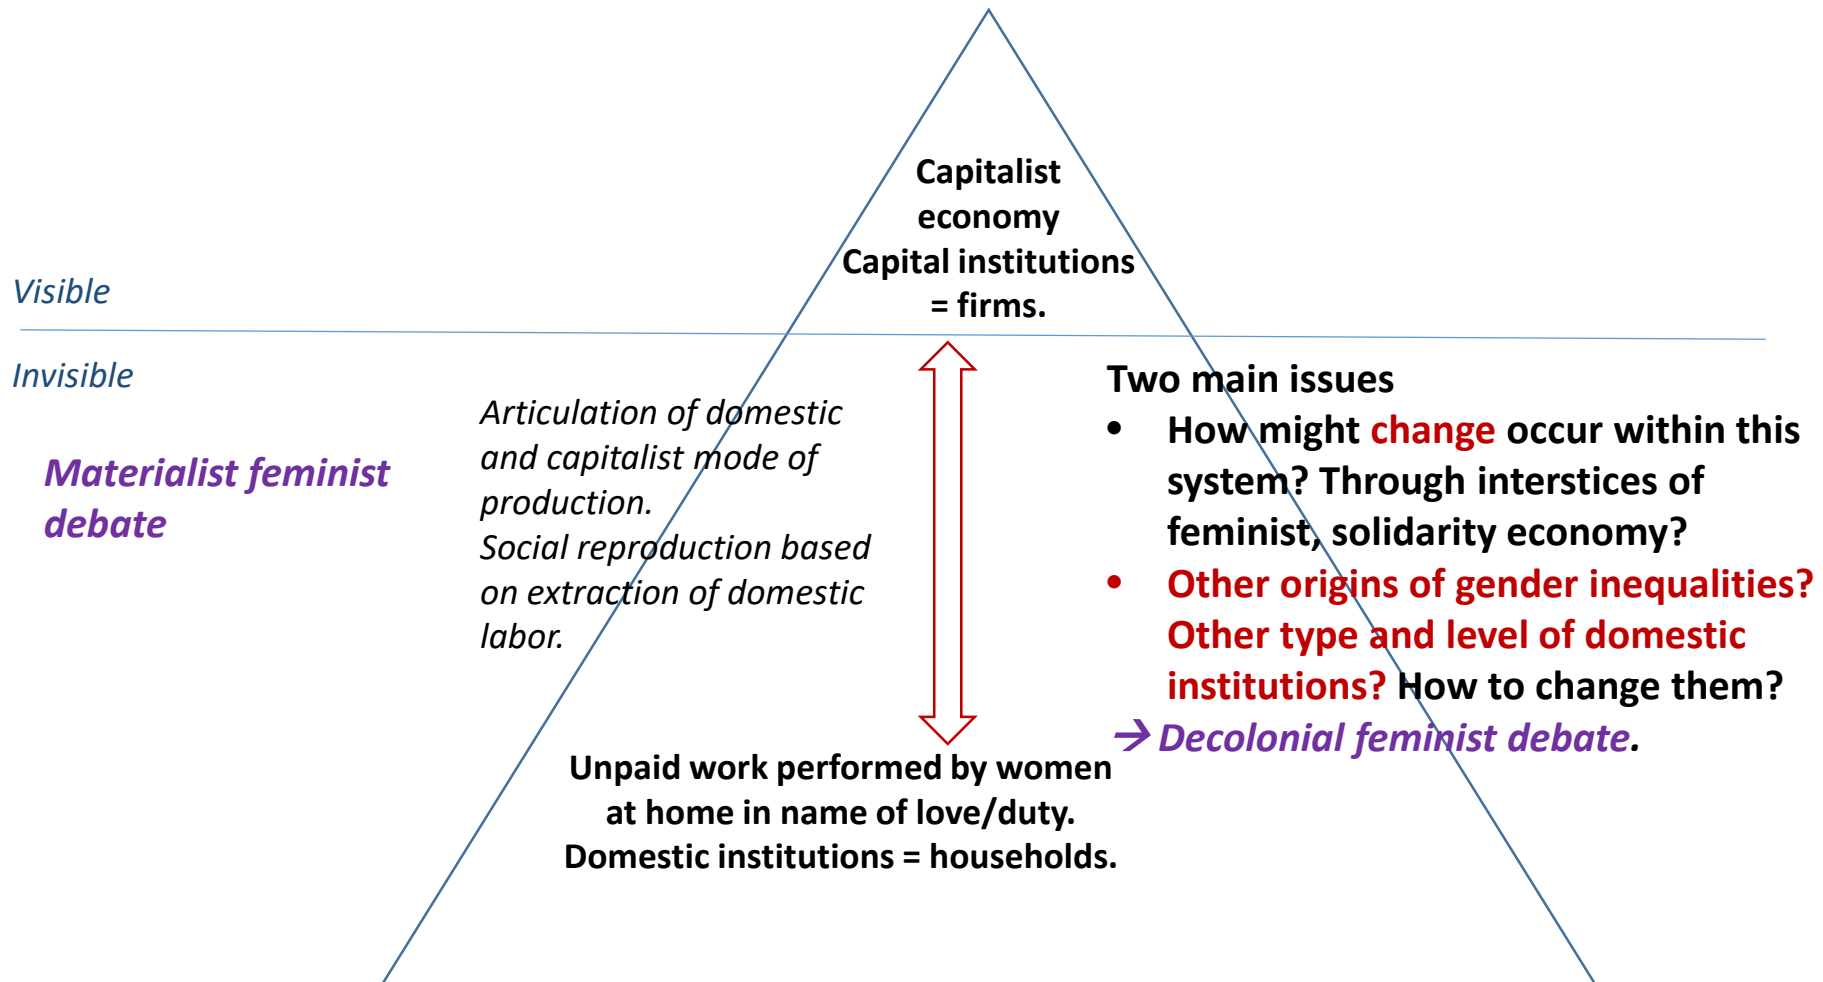 Capitalist
economy
Capital institutions
= firms.
Visible
Invisible
Materialist feminist
debate
Articulation of domestic
and capitalist mode of
production.
Social reproduction based
on extraction of domestic
labor.
Two main issues
• How might change occur within this
system? Through interstices of
feminist, solidarity economy?
• Other origins of gender inequalities?
Other type and level of domestic
institutions? How to change them?
→ Decolonial feminist debate.
Unpaid work performed by women
at home in name of love/duty.
Domestic institutions = households.